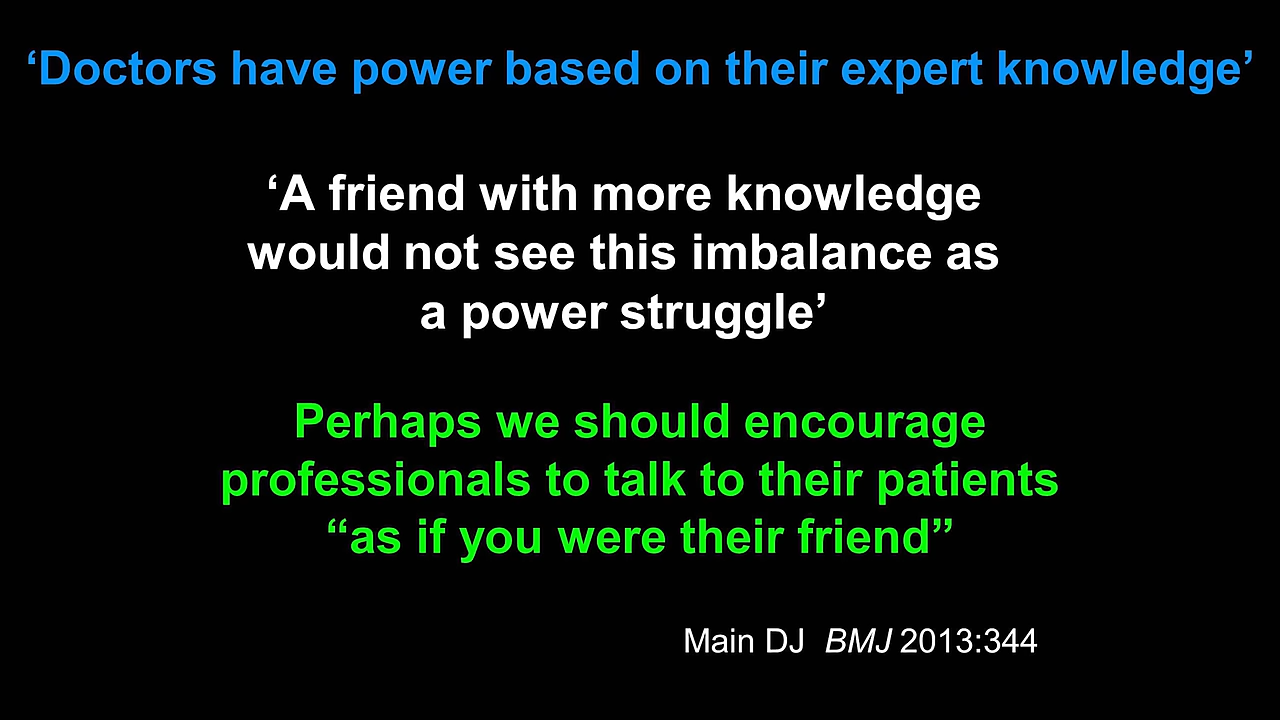 ‘Doctors have power based on their expert knowledge’
‘A friend with more knowledge
would not see this imbalance as
a power struggle’
Perhaps we should encourage
professionals to talk to their patients
“as if you were their friend”
Main DJ  BMJ 2013:344